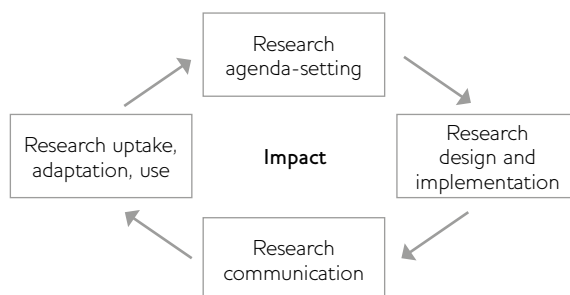 Research
agenda-setting
Research uptake,
adaptation, use
Impact
Research
design and
implementation
Research
communication